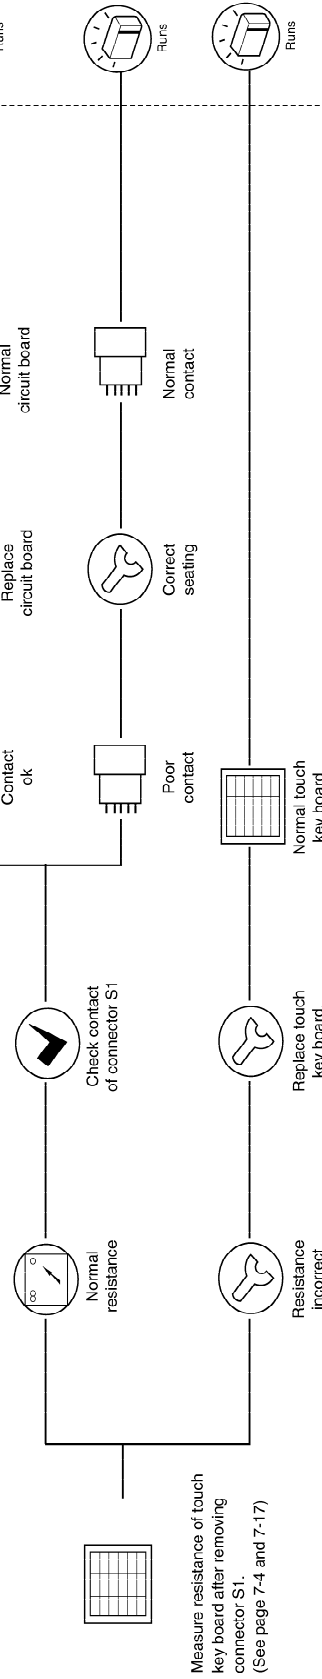 Measure resistance of touch
key board after removing
connector S1.
(See page 7-4 and 7-17)
Normal
resistance
Check contact
of connector S1
Contact
ok
Replace
circuit board
Normal
circuit board
Runs
Poor
contact
Correct
seating
Normal
contact
Runs
Resistance
incorrect
Replace touch
key board
Normal touch
key board
Runs